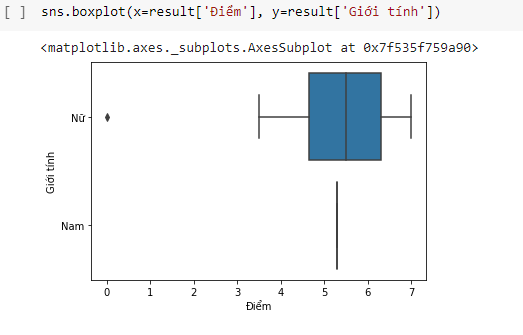 [ ] sns.boxplot(x=result['Điểm'], y=result['Giới tính'])
<matplotlib.axes._subplots.AxesSubplot at 0x7f535f759a90>
Nữ
Giới tính
Nam
0 1 2 3 4 5 6 7
Điểm